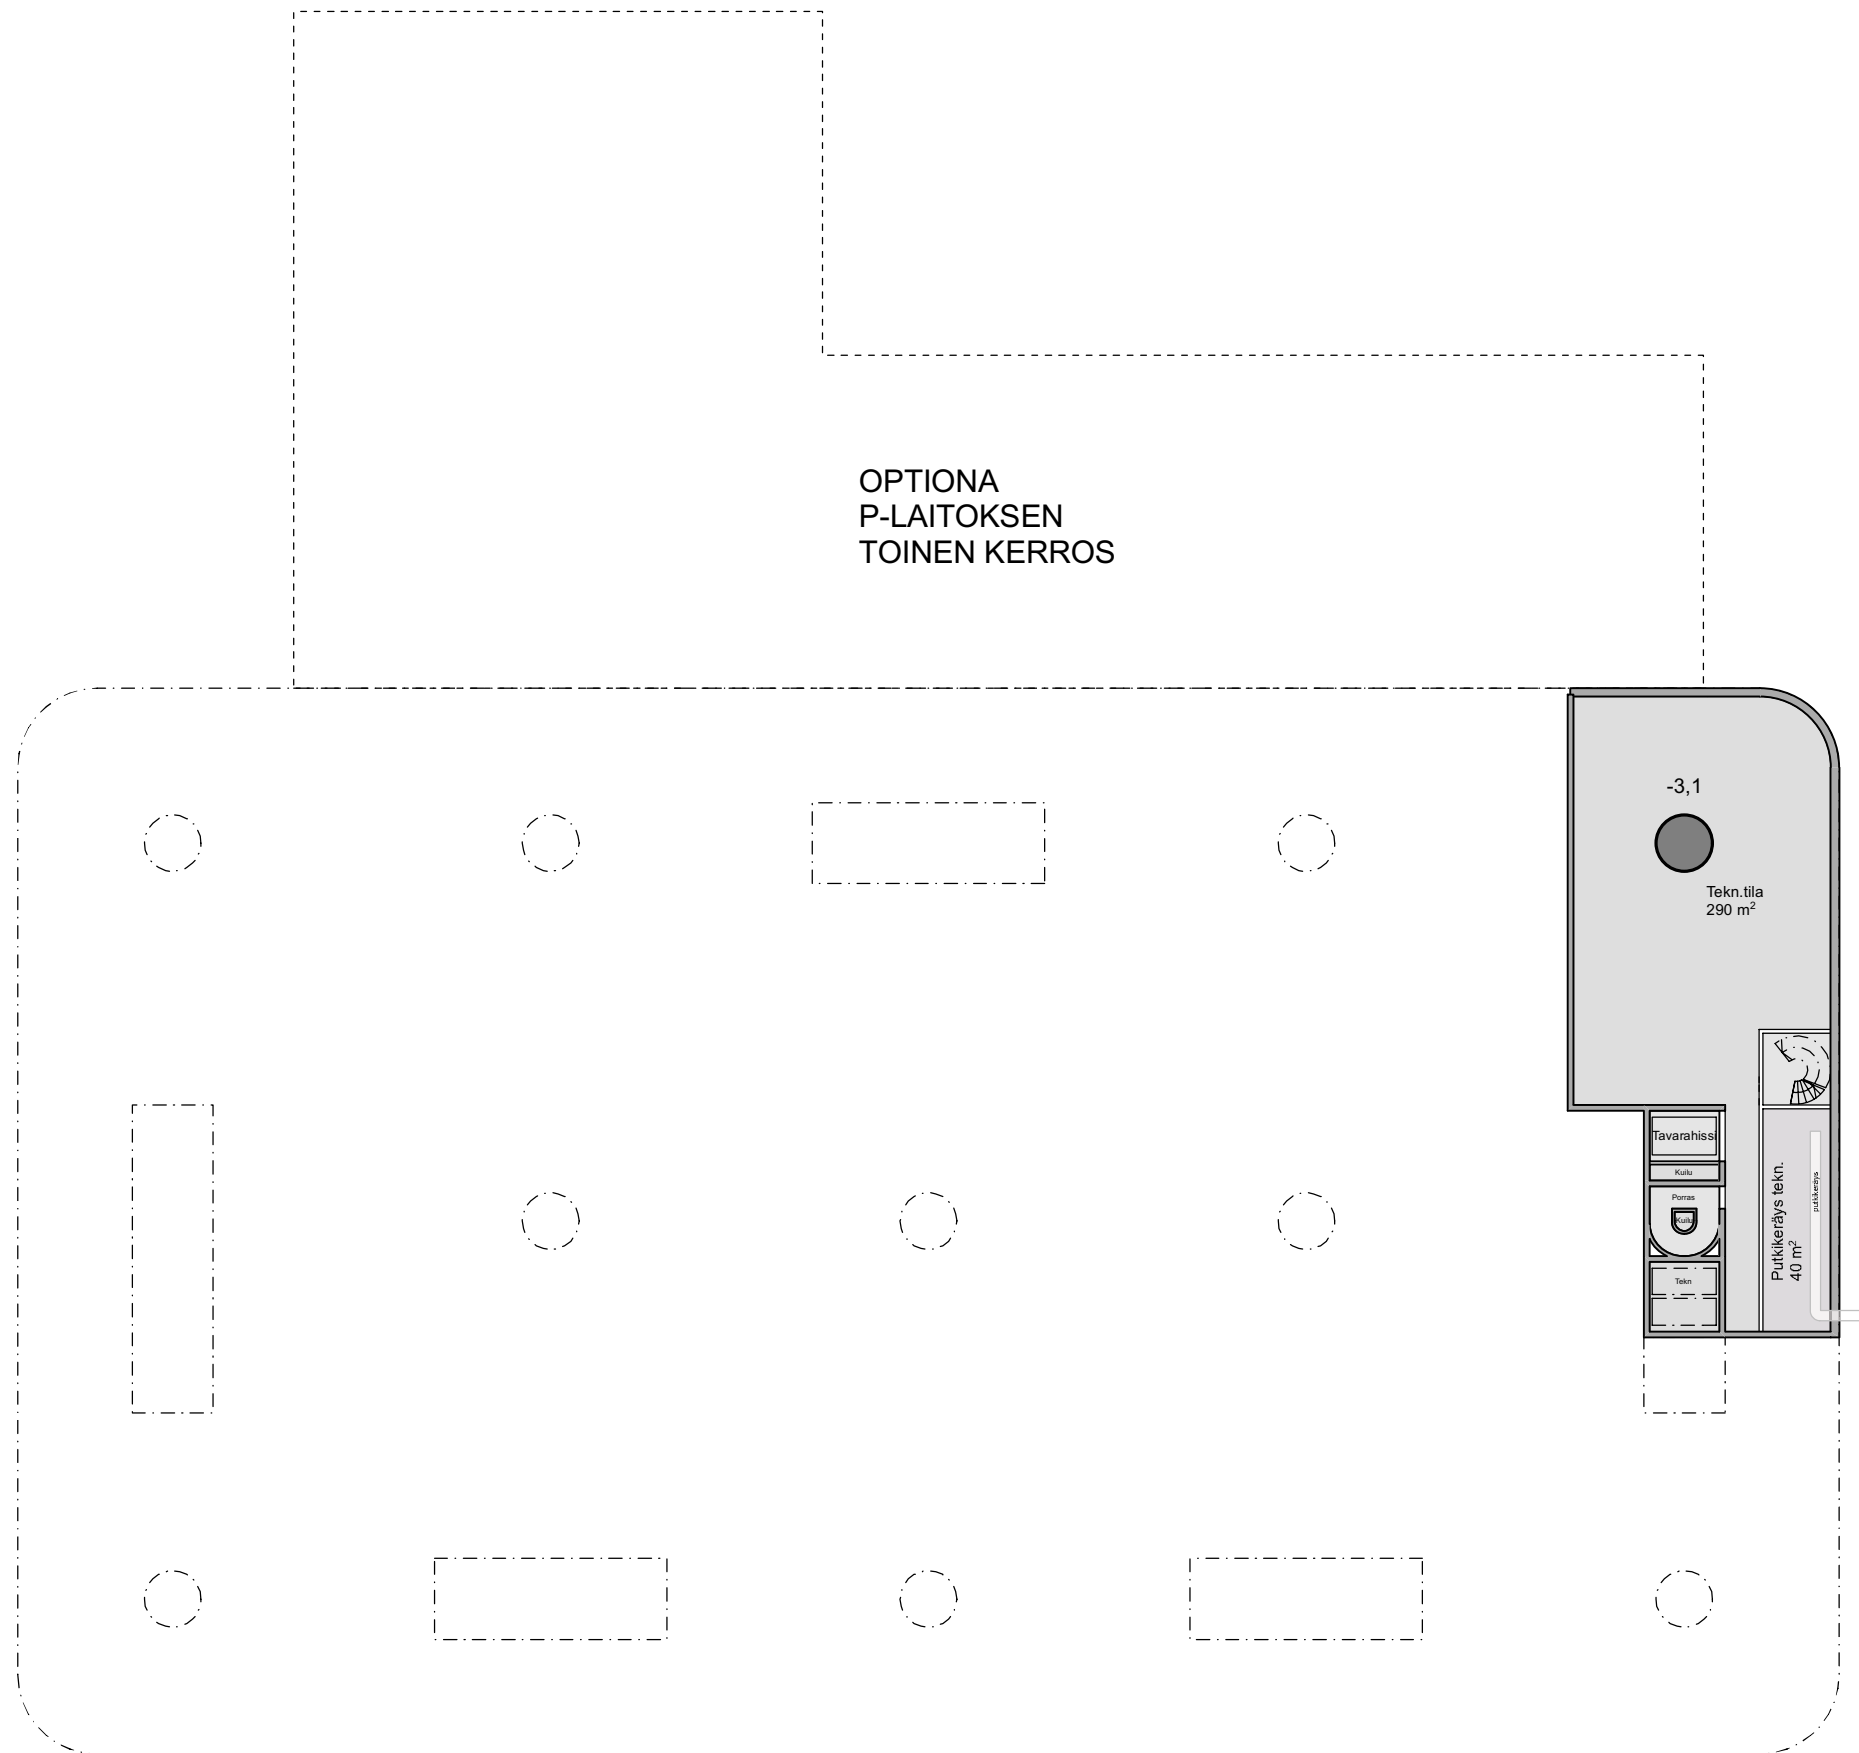 OPTIONA
P-LAITOKSEN
TOINEN KERROS
-3,1
Tekn.tila
290 m²
Tavarahissi
Kuilu
Porras
Kuilu
Tekn
Putkikeräys tekn.
40 m²
putkikeräys